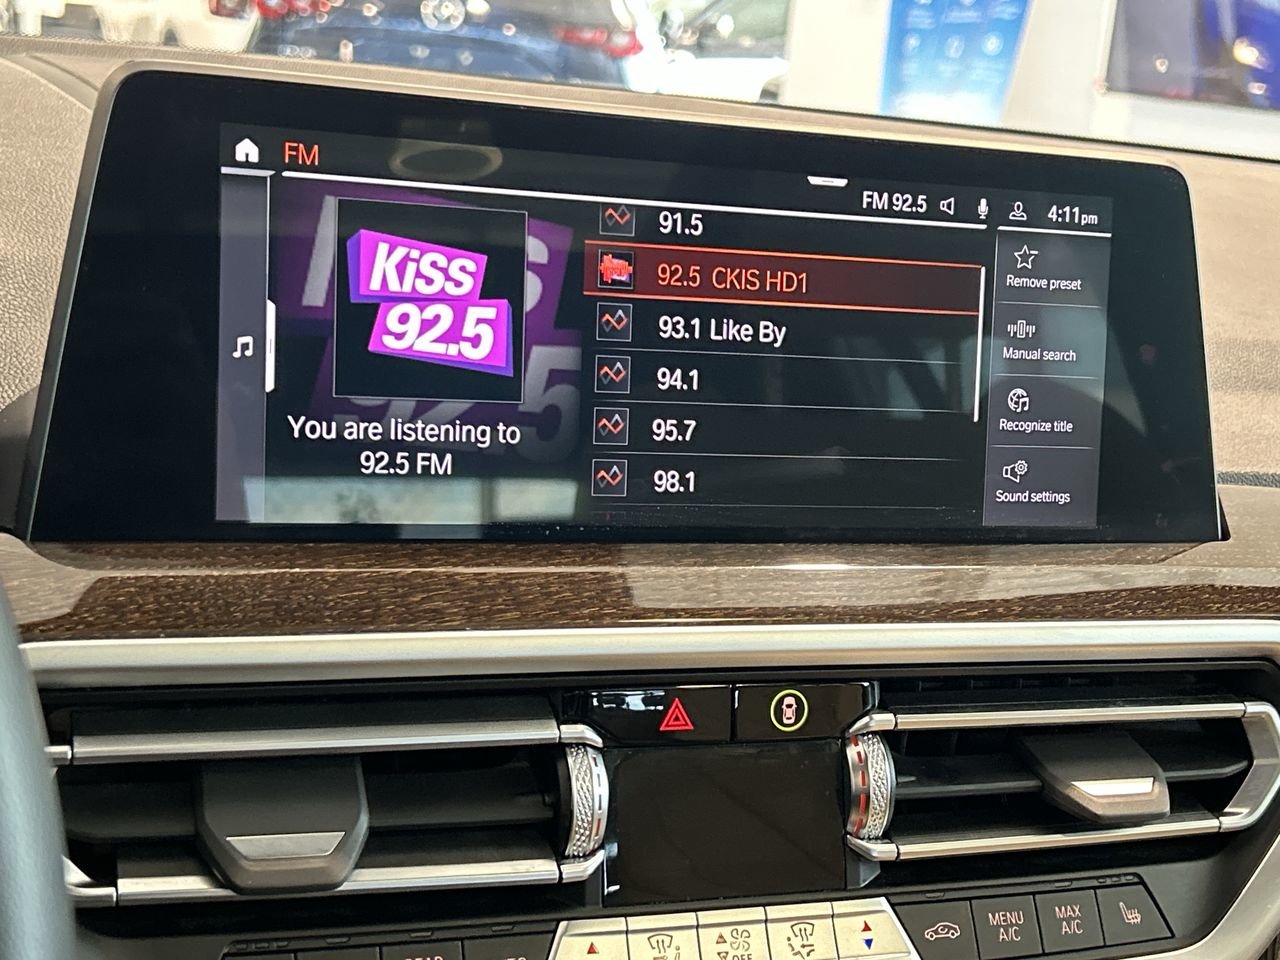 FM
FM 92.5
4:11pm
KiSS
92.5
You are listening to
92.5 FM
91.5
92.5 CKIS HD1
93.1 Like By
94.1
95.7
98.1
Remove preset
Manual search
Recognize title
Sound settings
MENU
A/C
MAX
A/C
OFF